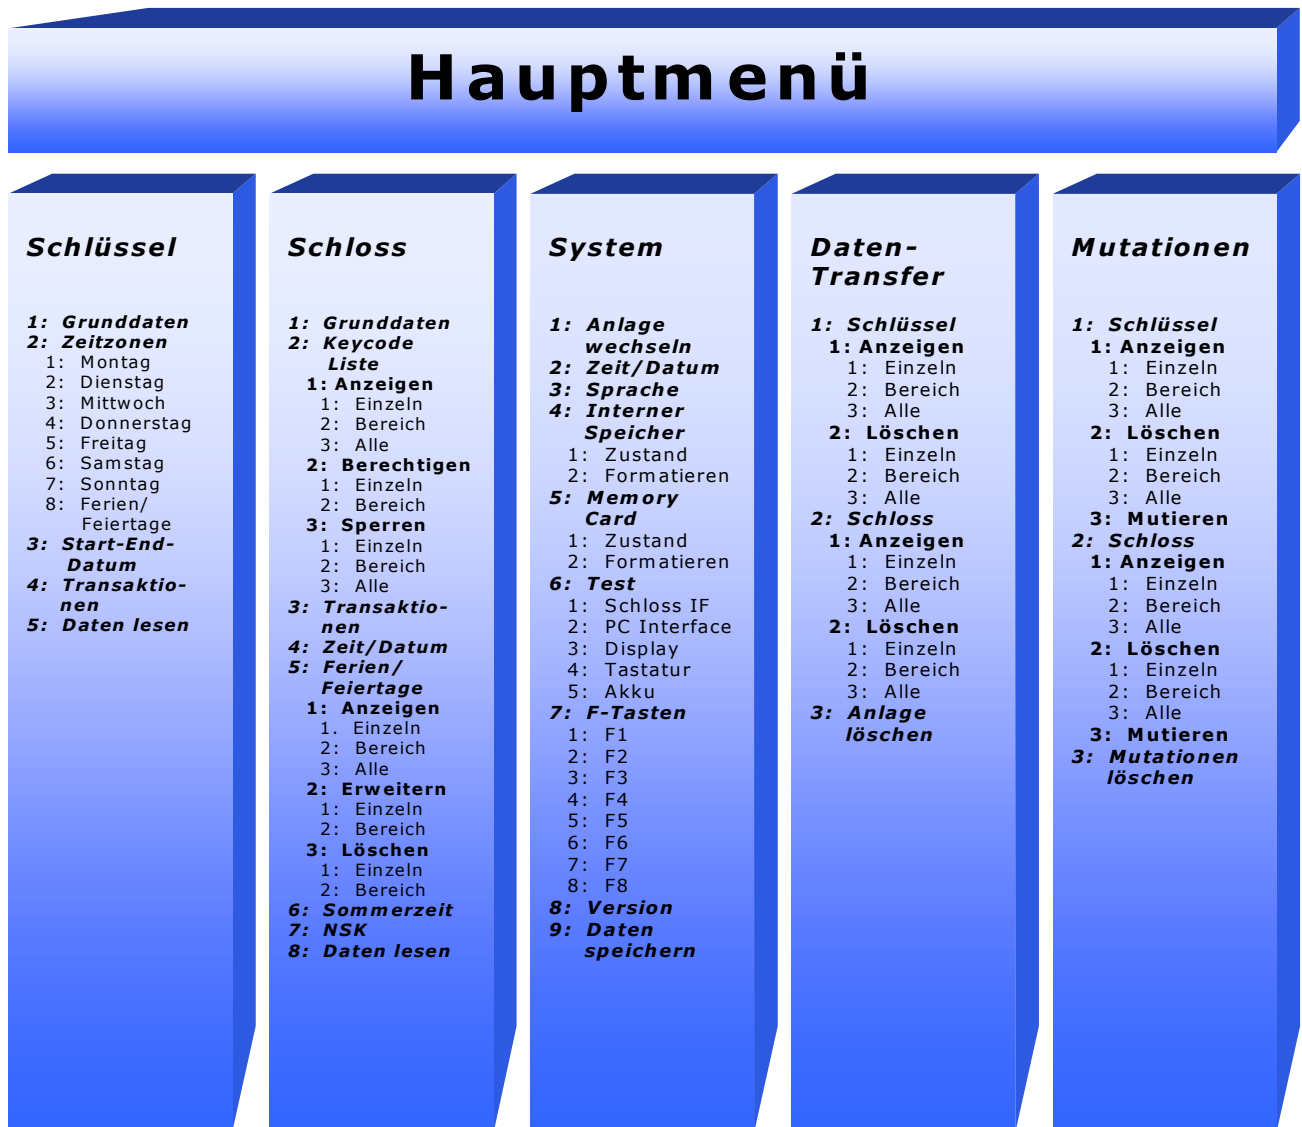 Hauptmenü
Schlüssel
1: Grunddaten
2: Zeitzonen
1: Montag
2: Dienstag
3: Mittwoch
4: Donnerstag
5: Freitag
6: Samstag
7: Sonntag
8: Ferien/
Feiertage
3: Start-End-
Datum
4: Transaktio-
nen
5: Daten lesen
Schloss
1: Grunddaten
2: Keycode
Liste
1: Anzeigen
1: Einzeln
2: Bereich
3: Alle
2: Berechtigen
1: Einzeln
2: Bereich
3: Sperren
1: Einzeln
2: Bereich
3: Alle
3: Transaktio-
nen
4: Zeit/Datum
5: Ferien/
Feiertage
1: Anzeigen
1. Einzeln
2: Bereich
3: Alle
2: Erweitern
1: Einzeln
2: Bereich
3: Löschen
1: Einzeln
2: Bereich
6: Sommerzeit
7: NSK
8: Daten lesen
System
1: Anlage
wechseln
2: Zeit/Datum
3: Sprache
4: Interner
Speicher
1: Zustand
2: Formatieren
5: Memory
Card
1: Zustand
2: Formatieren
6: Test
1: Schloss IF
2: PC Interface
3: Display
4: Tastatur
5: Akku
7: F-Tasten
1: F1
2: F2
3: F3
4: F4
5: F5
6: F6
7: F7
8: F8
8: Version
9: Daten
speichern
Daten-
Transfer
1: Schlüssel
1: Anzeigen
1: Einzeln
2: Bereich
3: Alle
2: Löschen
1: Einzeln
2: Bereich
3: Alle
2: Schloss
1: Anzeigen
1: Einzeln
2: Bereich
3: Alle
2: Löschen
1: Einzeln
2: Bereich
3: Alle
3: Anlage
löschen
Mutationen
1: Schlüssel
1: Anzeigen
1: Einzeln
2: Bereich
3: Alle
2: Löschen
1: Einzeln
2: Bereich
3: Alle
3: Mutieren
2: Schloss
1: Anzeigen
1: Einzeln
2: Bereich
3: Alle
2: Löschen
1: Einzeln
2: Bereich
3: Alle
3: Mutieren
3: Mutationen
löschen